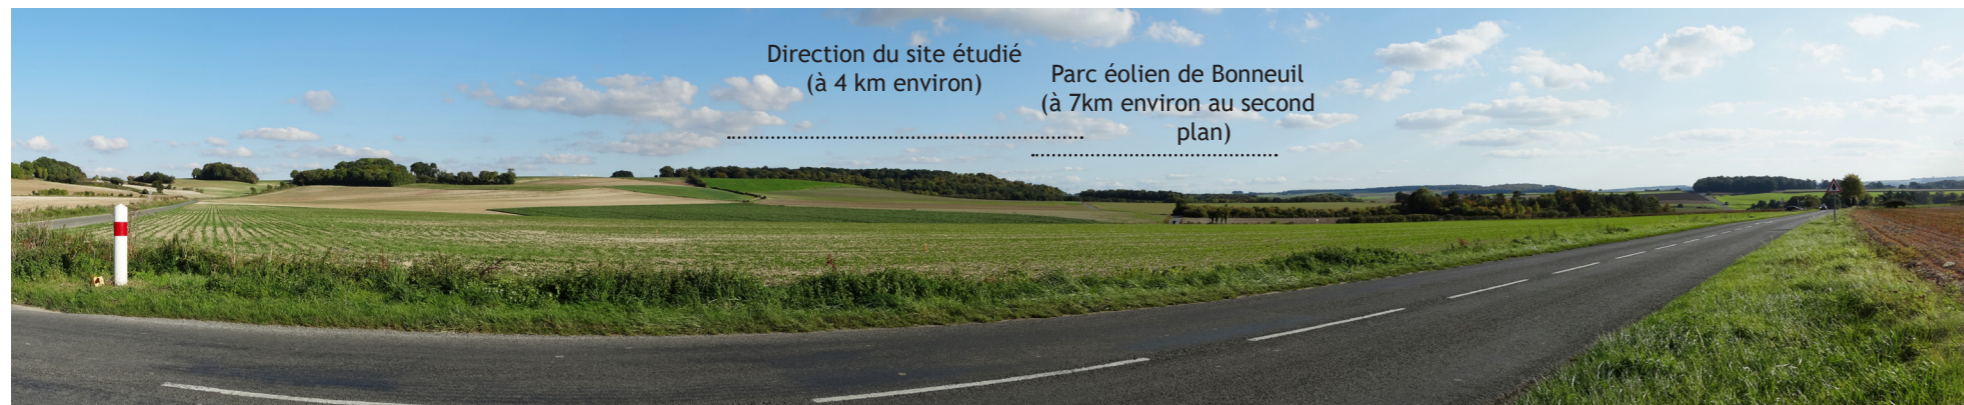 Direction du site étudié
(à 4 km environ)
Parc éolien de Bonneuil
(à 7km environ au second
plan)